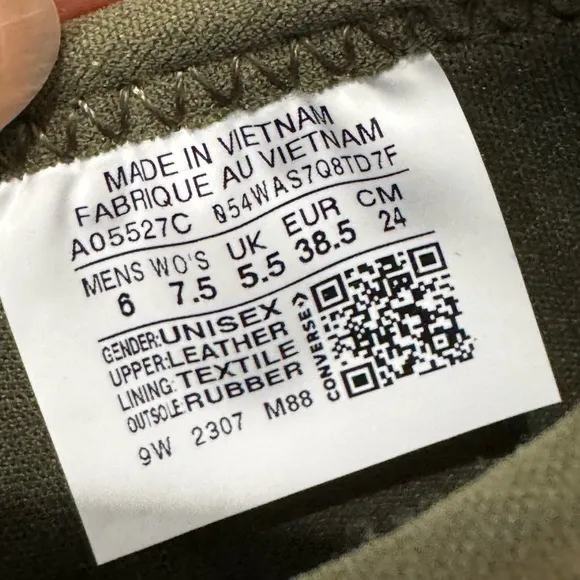 MADE IN VIETNAM
FABRIQUE AU VIETNAM
A05527C 054WAS7Q8TD7F
MENS WO'S UK EUR CM
6 7.5 5.5 38.5 24
GENDER:UNISEX
UPPER:LEATHER
LINING:TEXTILE
OUTSOLE:RUBBER
CONVERSE>
9W 2307 M88